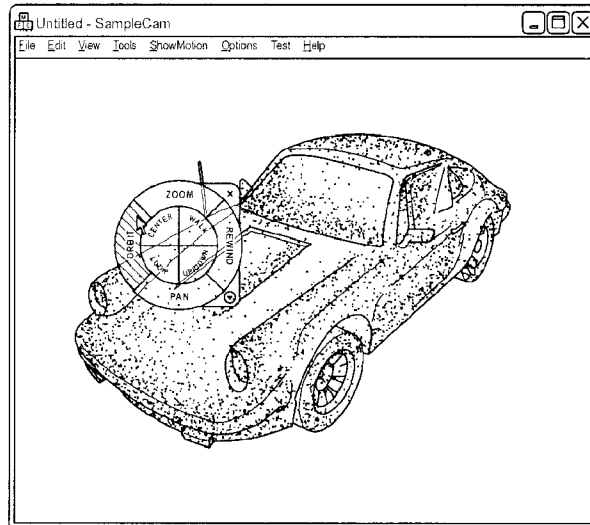 Untitled - SampleCam
File Edit View Tools ShowMotion Options Test Help
ZOOM
CENTER WALK
ORBIT
REWIND
LOOK UP/DOWN
PAN